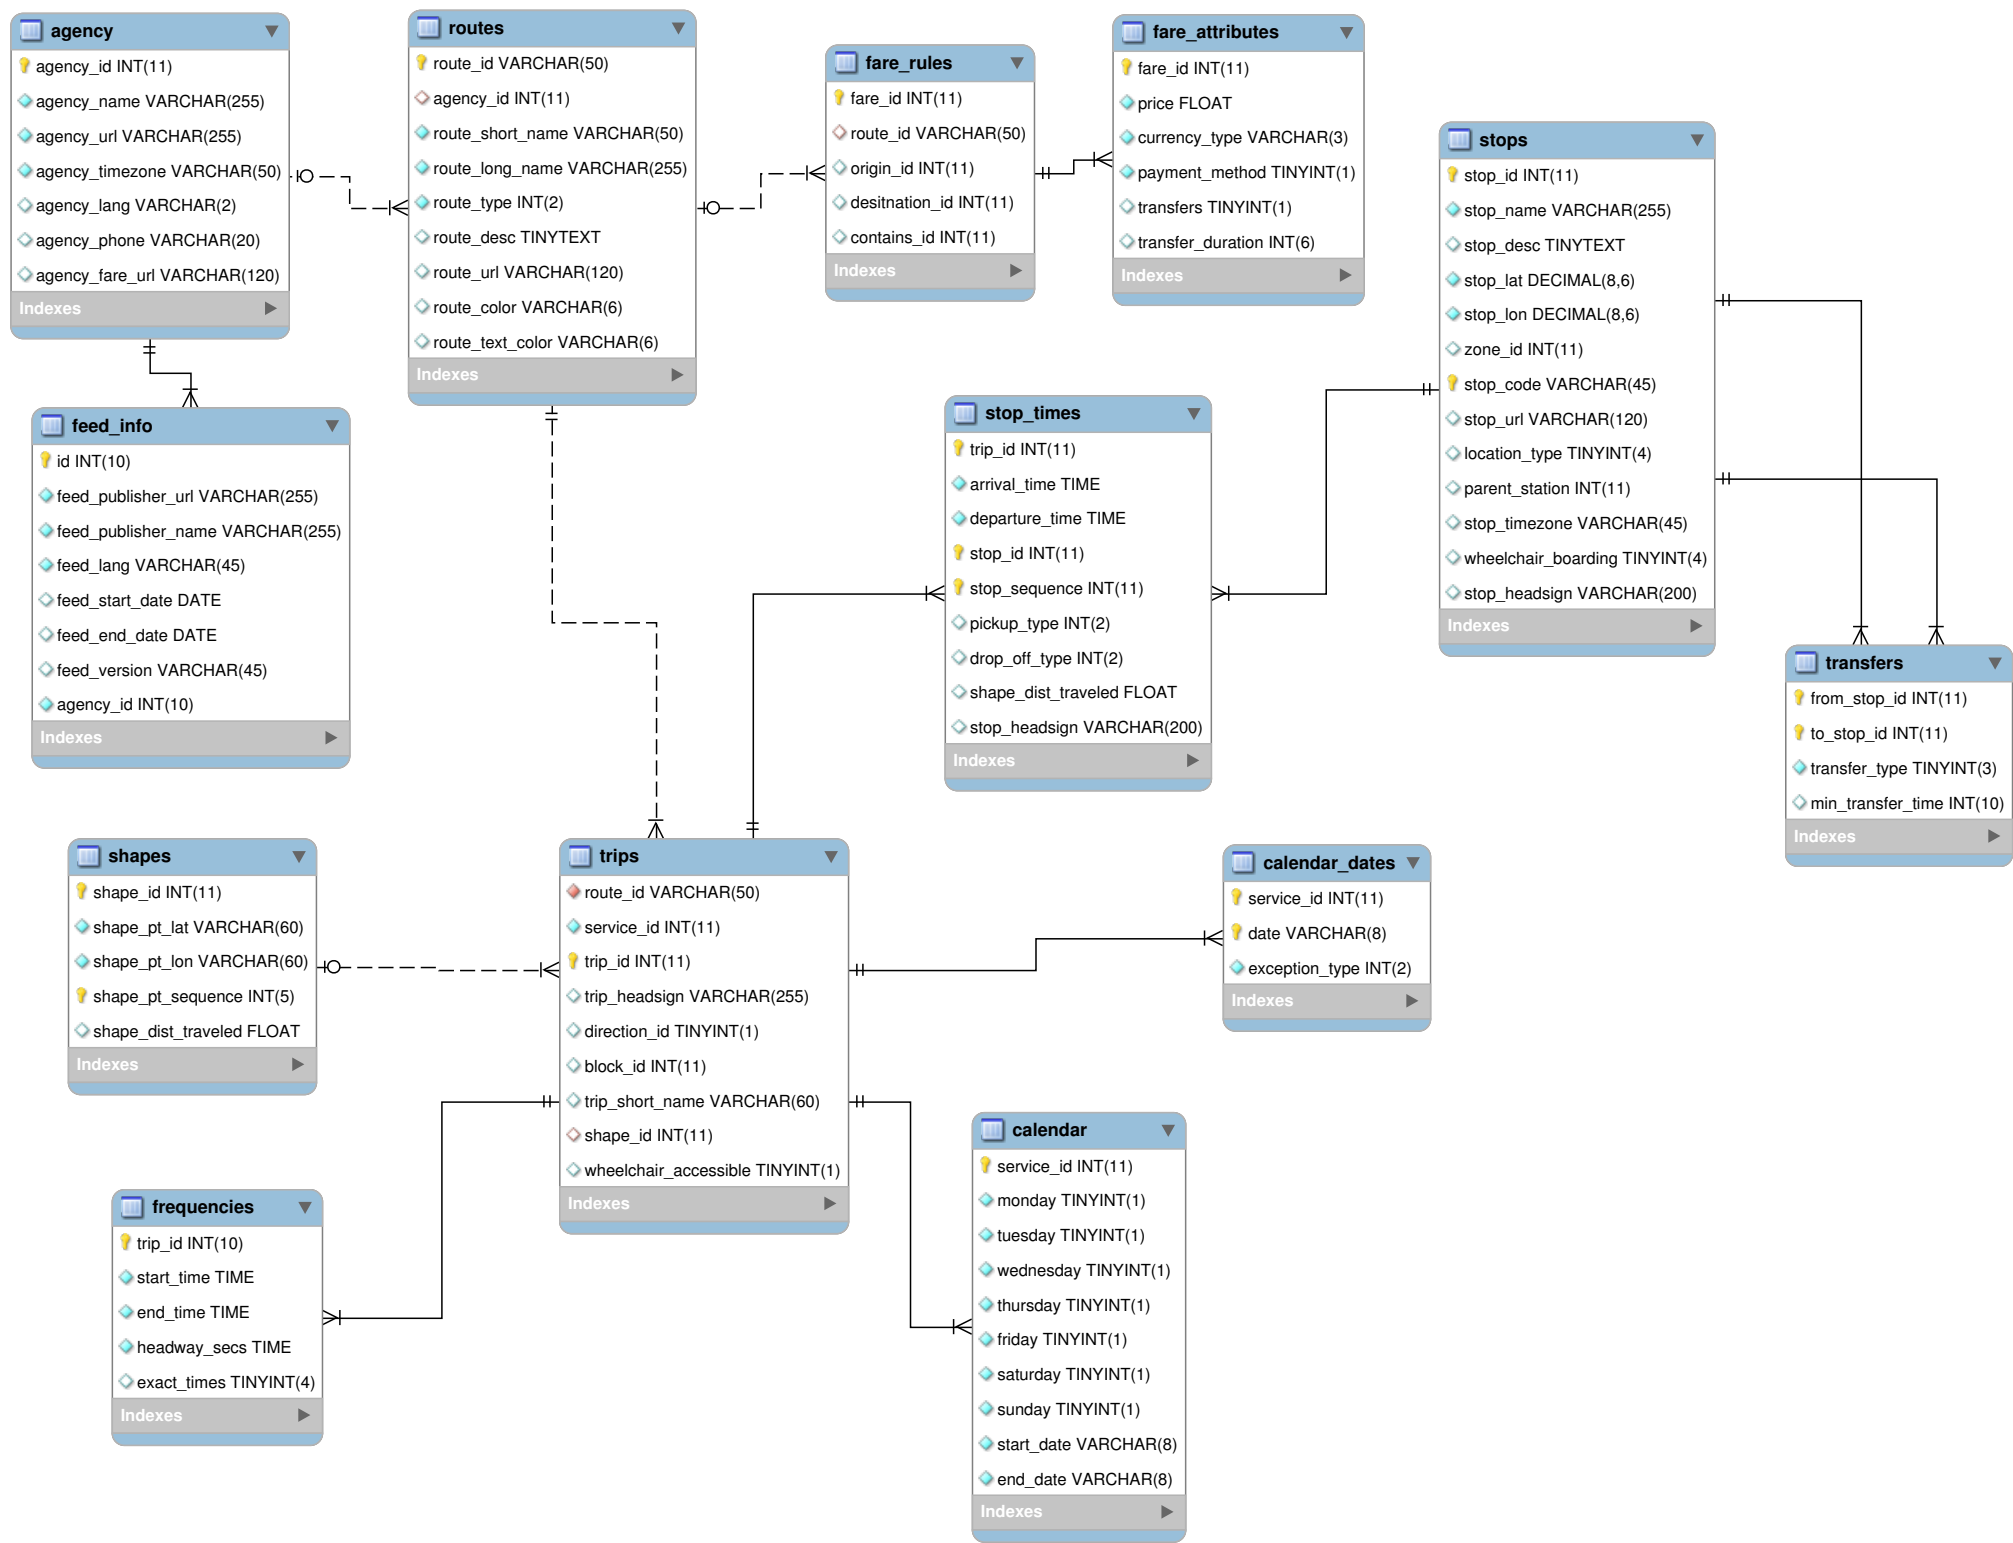 agency
agency_id INT(11)
agency_name VARCHAR(255)
agency_url VARCHAR(255)
agency_timezone VARCHAR(50)
agency_lang VARCHAR(2)
agency_phone VARCHAR(20)
agency_fare_url VARCHAR(120)
Indexes
routes
route_id VARCHAR(50)
agency_id INT(11)
route_short_name VARCHAR(50)
route_long_name VARCHAR(255)
route_type INT(2)
route_desc TINYTEXT
route_url VARCHAR(120)
route_color VARCHAR(6)
route_text_color VARCHAR(6)
Indexes
fare_rules
fare_id INT(11)
route_id VARCHAR(50)
origin_id INT(11)
desitnation_id INT(11)
contains_id INT(11)
Indexes
fare_attributes
fare_id INT(11)
price FLOAT
currency_type VARCHAR(3)
payment_method TINYINT(1)
transfers TINYINT(1)
transfer_duration INT(6)
Indexes
stops
stop_id INT(11)
stop_name VARCHAR(255)
stop_desc TINYTEXT
stop_lat DECIMAL(8,6)
stop_lon DECIMAL(8,6)
zone_id INT(11)
stop_code VARCHAR(45)
stop_url VARCHAR(120)
location_type TINYINT(4)
parent_station INT(11)
stop_timezone VARCHAR(45)
wheelchair_boarding TINYINT(4)
stop_headsign VARCHAR(200)
Indexes
feed_info
id INT(10)
feed_publisher_url VARCHAR(255)
feed_publisher_name VARCHAR(255)
feed_lang VARCHAR(45)
feed_start_date DATE
feed_end_date DATE
feed_version VARCHAR(45)
agency_id INT(10)
Indexes
stop_times
trip_id INT(11)
arrival_time TIME
departure_time TIME
stop_id INT(11)
stop_sequence INT(11)
pickup_type INT(2)
drop_off_type INT(2)
shape_dist_traveled FLOAT
stop_headsign VARCHAR(200)
Indexes
transfers
from_stop_id INT(11)
to_stop_id INT(11)
transfer_type TINYINT(3)
min_transfer_time INT(10)
Indexes
shapes
shape_id INT(11)
shape_pt_lat VARCHAR(60)
shape_pt_lon VARCHAR(60)
shape_pt_sequence INT(5)
shape_dist_traveled FLOAT
Indexes
trips
route_id VARCHAR(50)
service_id INT(11)
trip_id INT(11)
trip_headsign VARCHAR(255)
direction_id TINYINT(1)
block_id INT(11)
trip_short_name VARCHAR(60)
shape_id INT(11)
wheelchair_accessible TINYINT(1)
Indexes
calendar_dates
service_id INT(11)
date VARCHAR(8)
exception_type INT(2)
Indexes
frequencies
trip_id INT(10)
start_time TIME
end_time TIME
headway_secs TIME
exact_times TINYINT(4)
Indexes
calendar
service_id INT(11)
monday TINYINT(1)
tuesday TINYINT(1)
wednesday TINYINT(1)
thursday TINYINT(1)
friday TINYINT(1)
saturday TINYINT(1)
sunday TINYINT(1)
start_date VARCHAR(8)
end_date VARCHAR(8)
Indexes